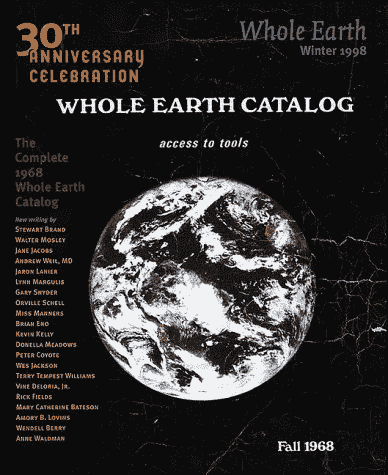 30TH
ANNIVERSARY
CELEBRATION
Whole Earth
Winter 1998
WHOLE EARTH CATALOG
access to tools
The
Complete
1968
Whole Earth
Catalog
New writing by
STEWART BRAND
WALTER MOSLEY
JANE JACOBS
ANDREW WEIL, MD
JARON LANIER
LYNN MARGULIS
GARY SNYDER
ORVILLE SCHELL
MISS MANNERS
BRIAN ENO
KEVIN KELLY
DONELLA MEADOWS
PETER COYOTE
WES JACKSON
TERRY TEMPEST WILLIAMS
VINE DELORIA, JR.
RICK FIELDS
MARY CATHERINE BATESON
AMORY B. LOVINS
WENDELL BERRY
ANNE WALDMAN
Fall 1968